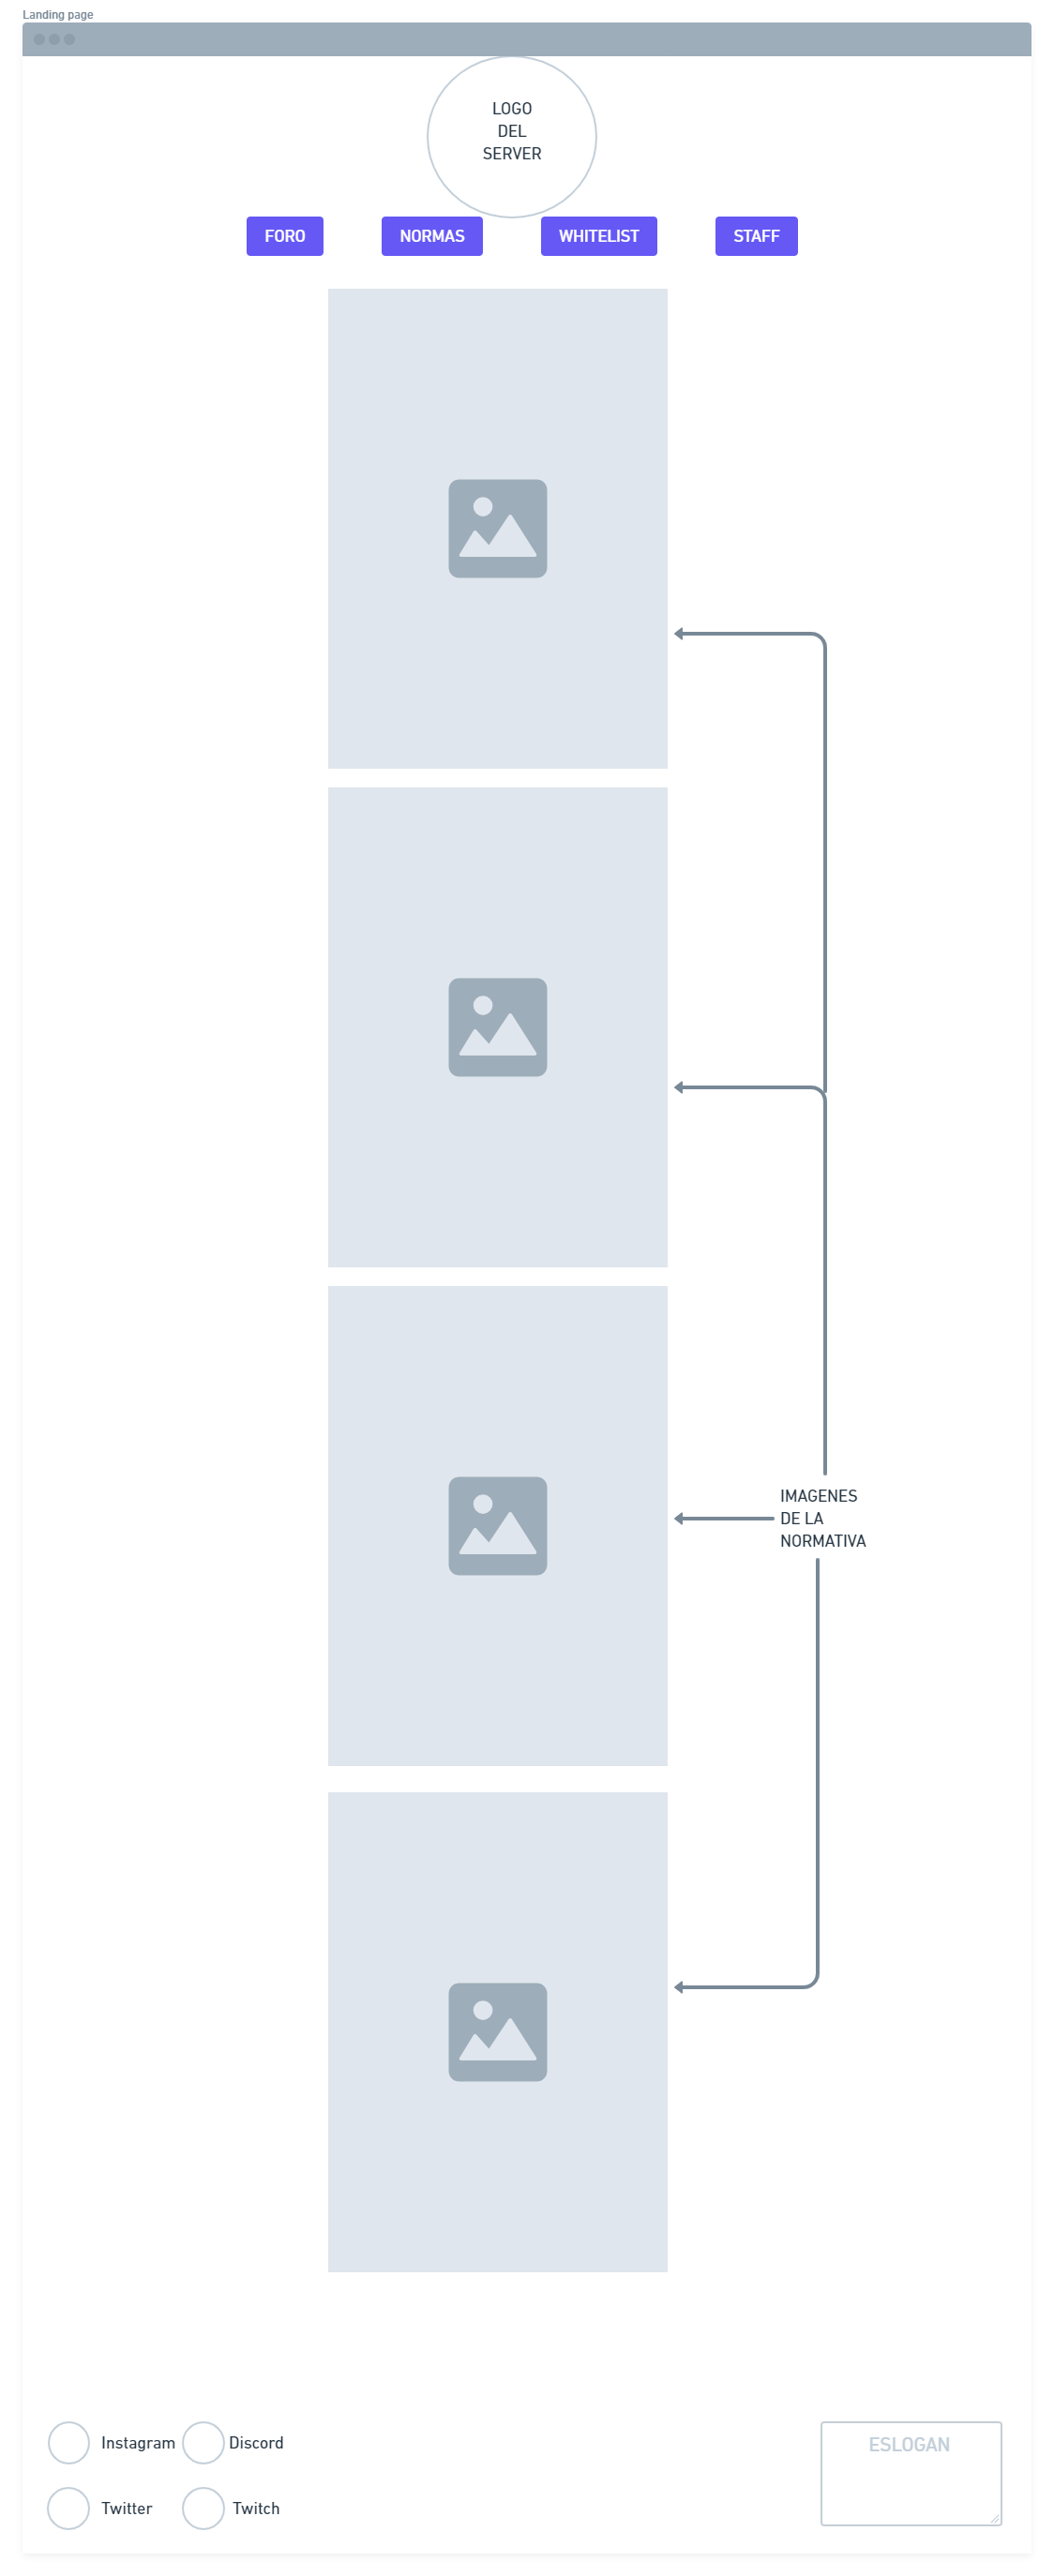 Landing page
LOGO
DEL
SERVER
FORO
NORMAS
WHITELIST
STAFF
IMAGENES
DE LA
NORMATIVA
Instagram
Discord
Twitter
Twitch
ESLOGAN